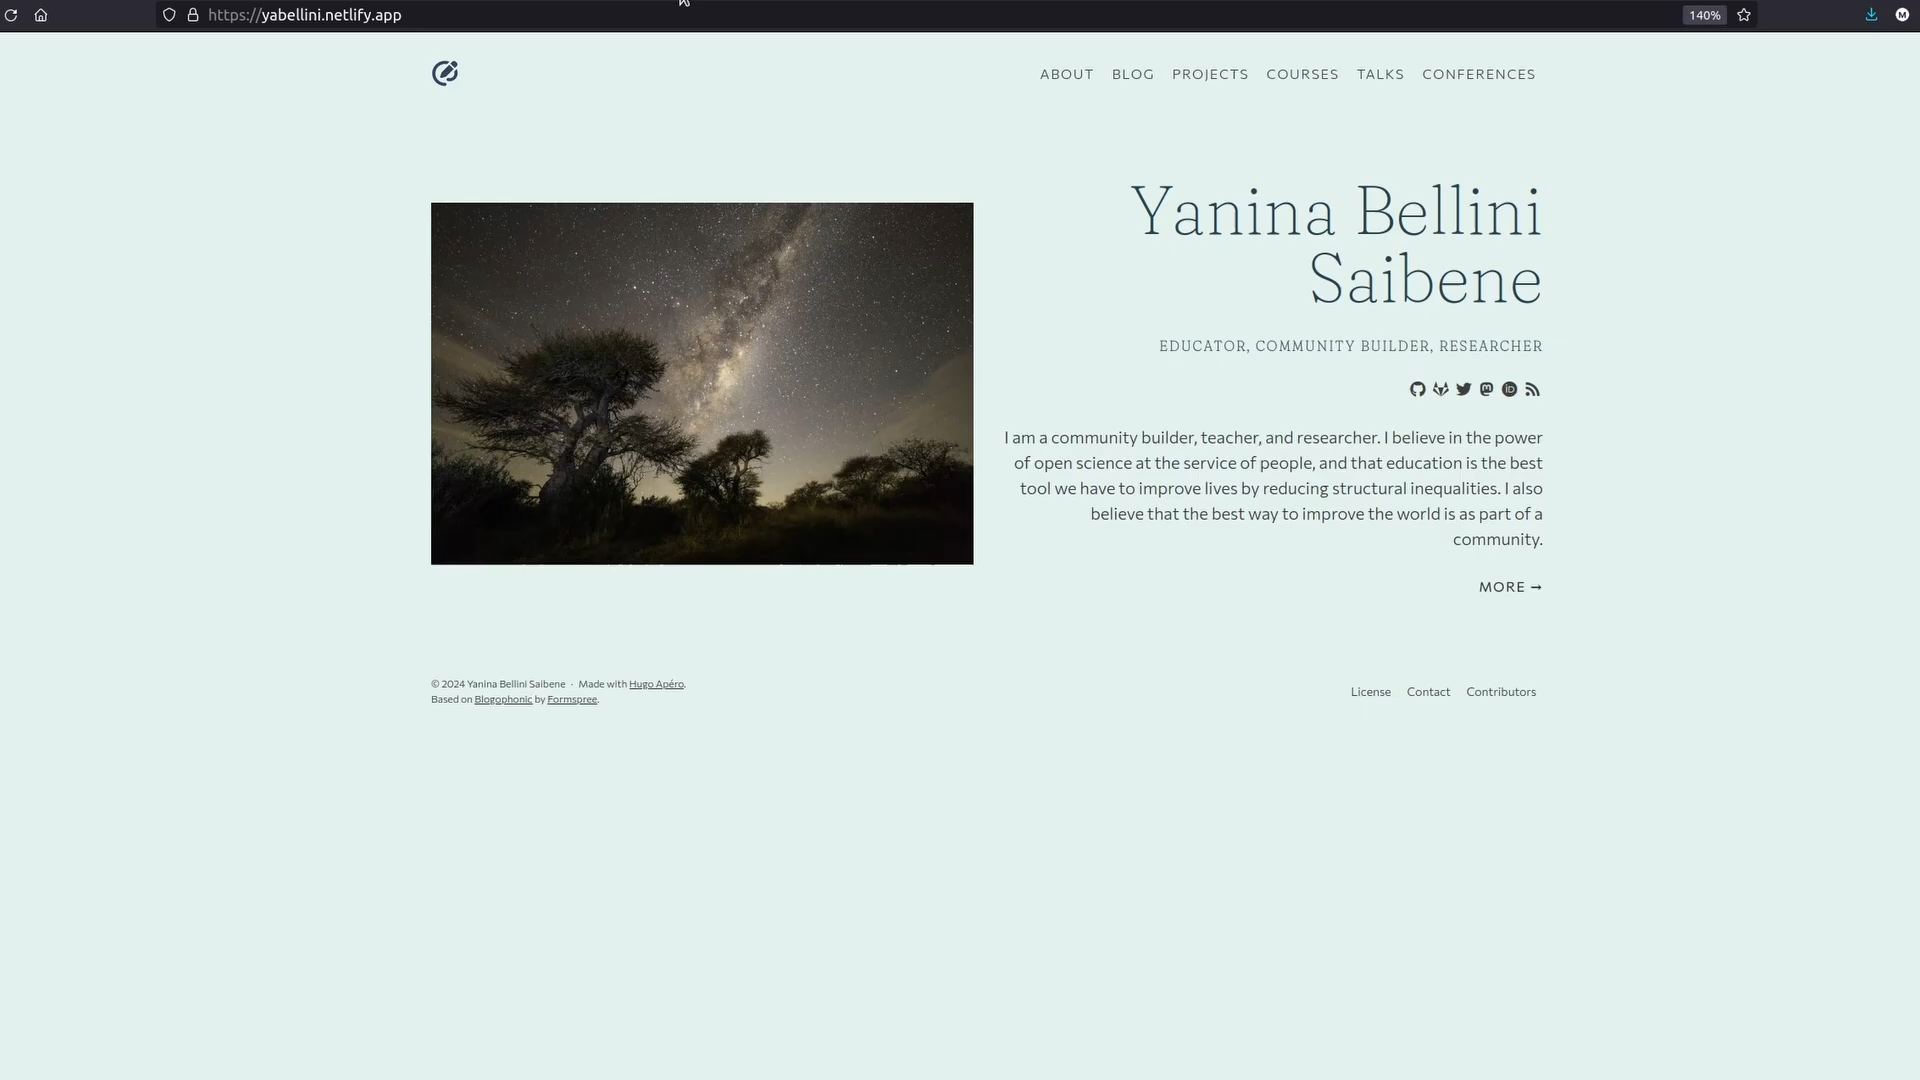 https://yabellini.netlify.app
140%
M
ABOUT BLOG PROJECTS COURSES TALKS CONFERENCES
Yanina Bellini
Saibene
EDUCATOR, COMMUNITY BUILDER, RESEARCHER
I am a community builder, teacher, and researcher. I believe in the power
of open science at the service of people, and that education is the best
tool we have to improve lives by reducing structural inequalities. I also
believe that the best way to improve the world is as part of a
community.
MORE →
© 2024 Yanina Bellini Saibene · Made with Hugo Apéro.
Based on Blogophonic by Formspree.
License Contact Contributors